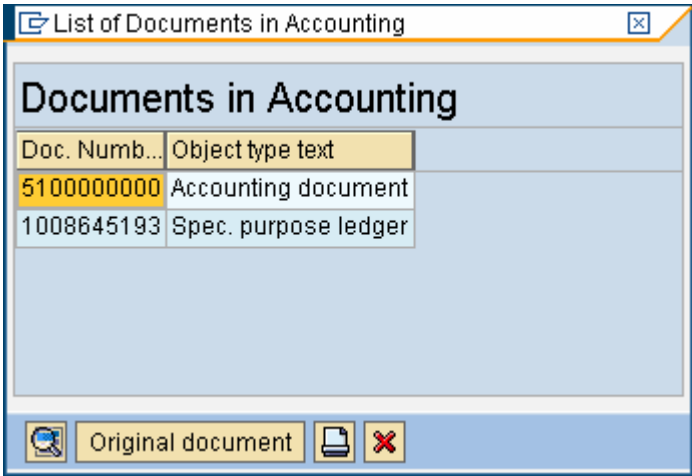 List of Documents in Accounting
Documents in Accounting
Doc. Numb... Object type text
5100000000 Accounting document
1008645193 Spec. purpose ledger
Original document